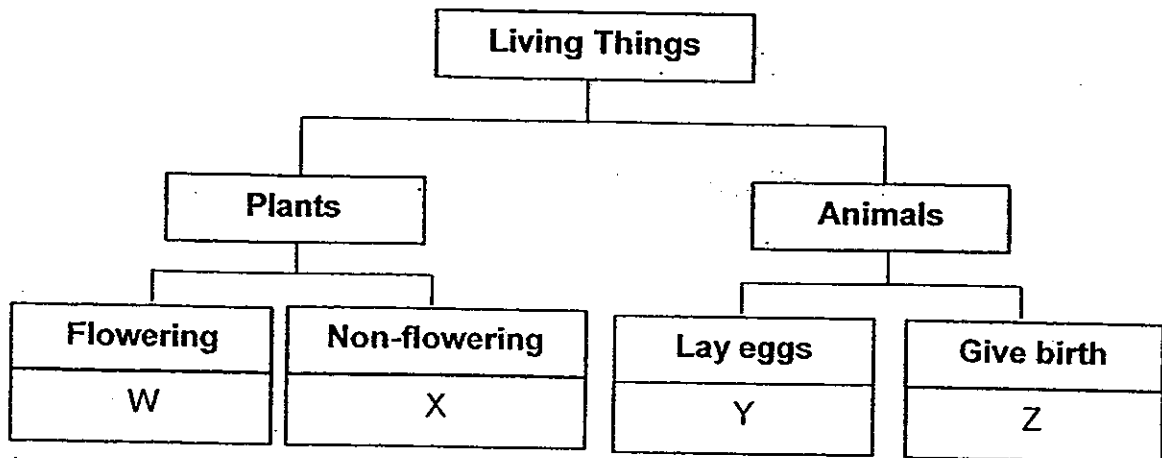 Living Things
Plants
Animals
Flowering
Non-flowering
Lay eggs
Give birth
W
X
Y
Z